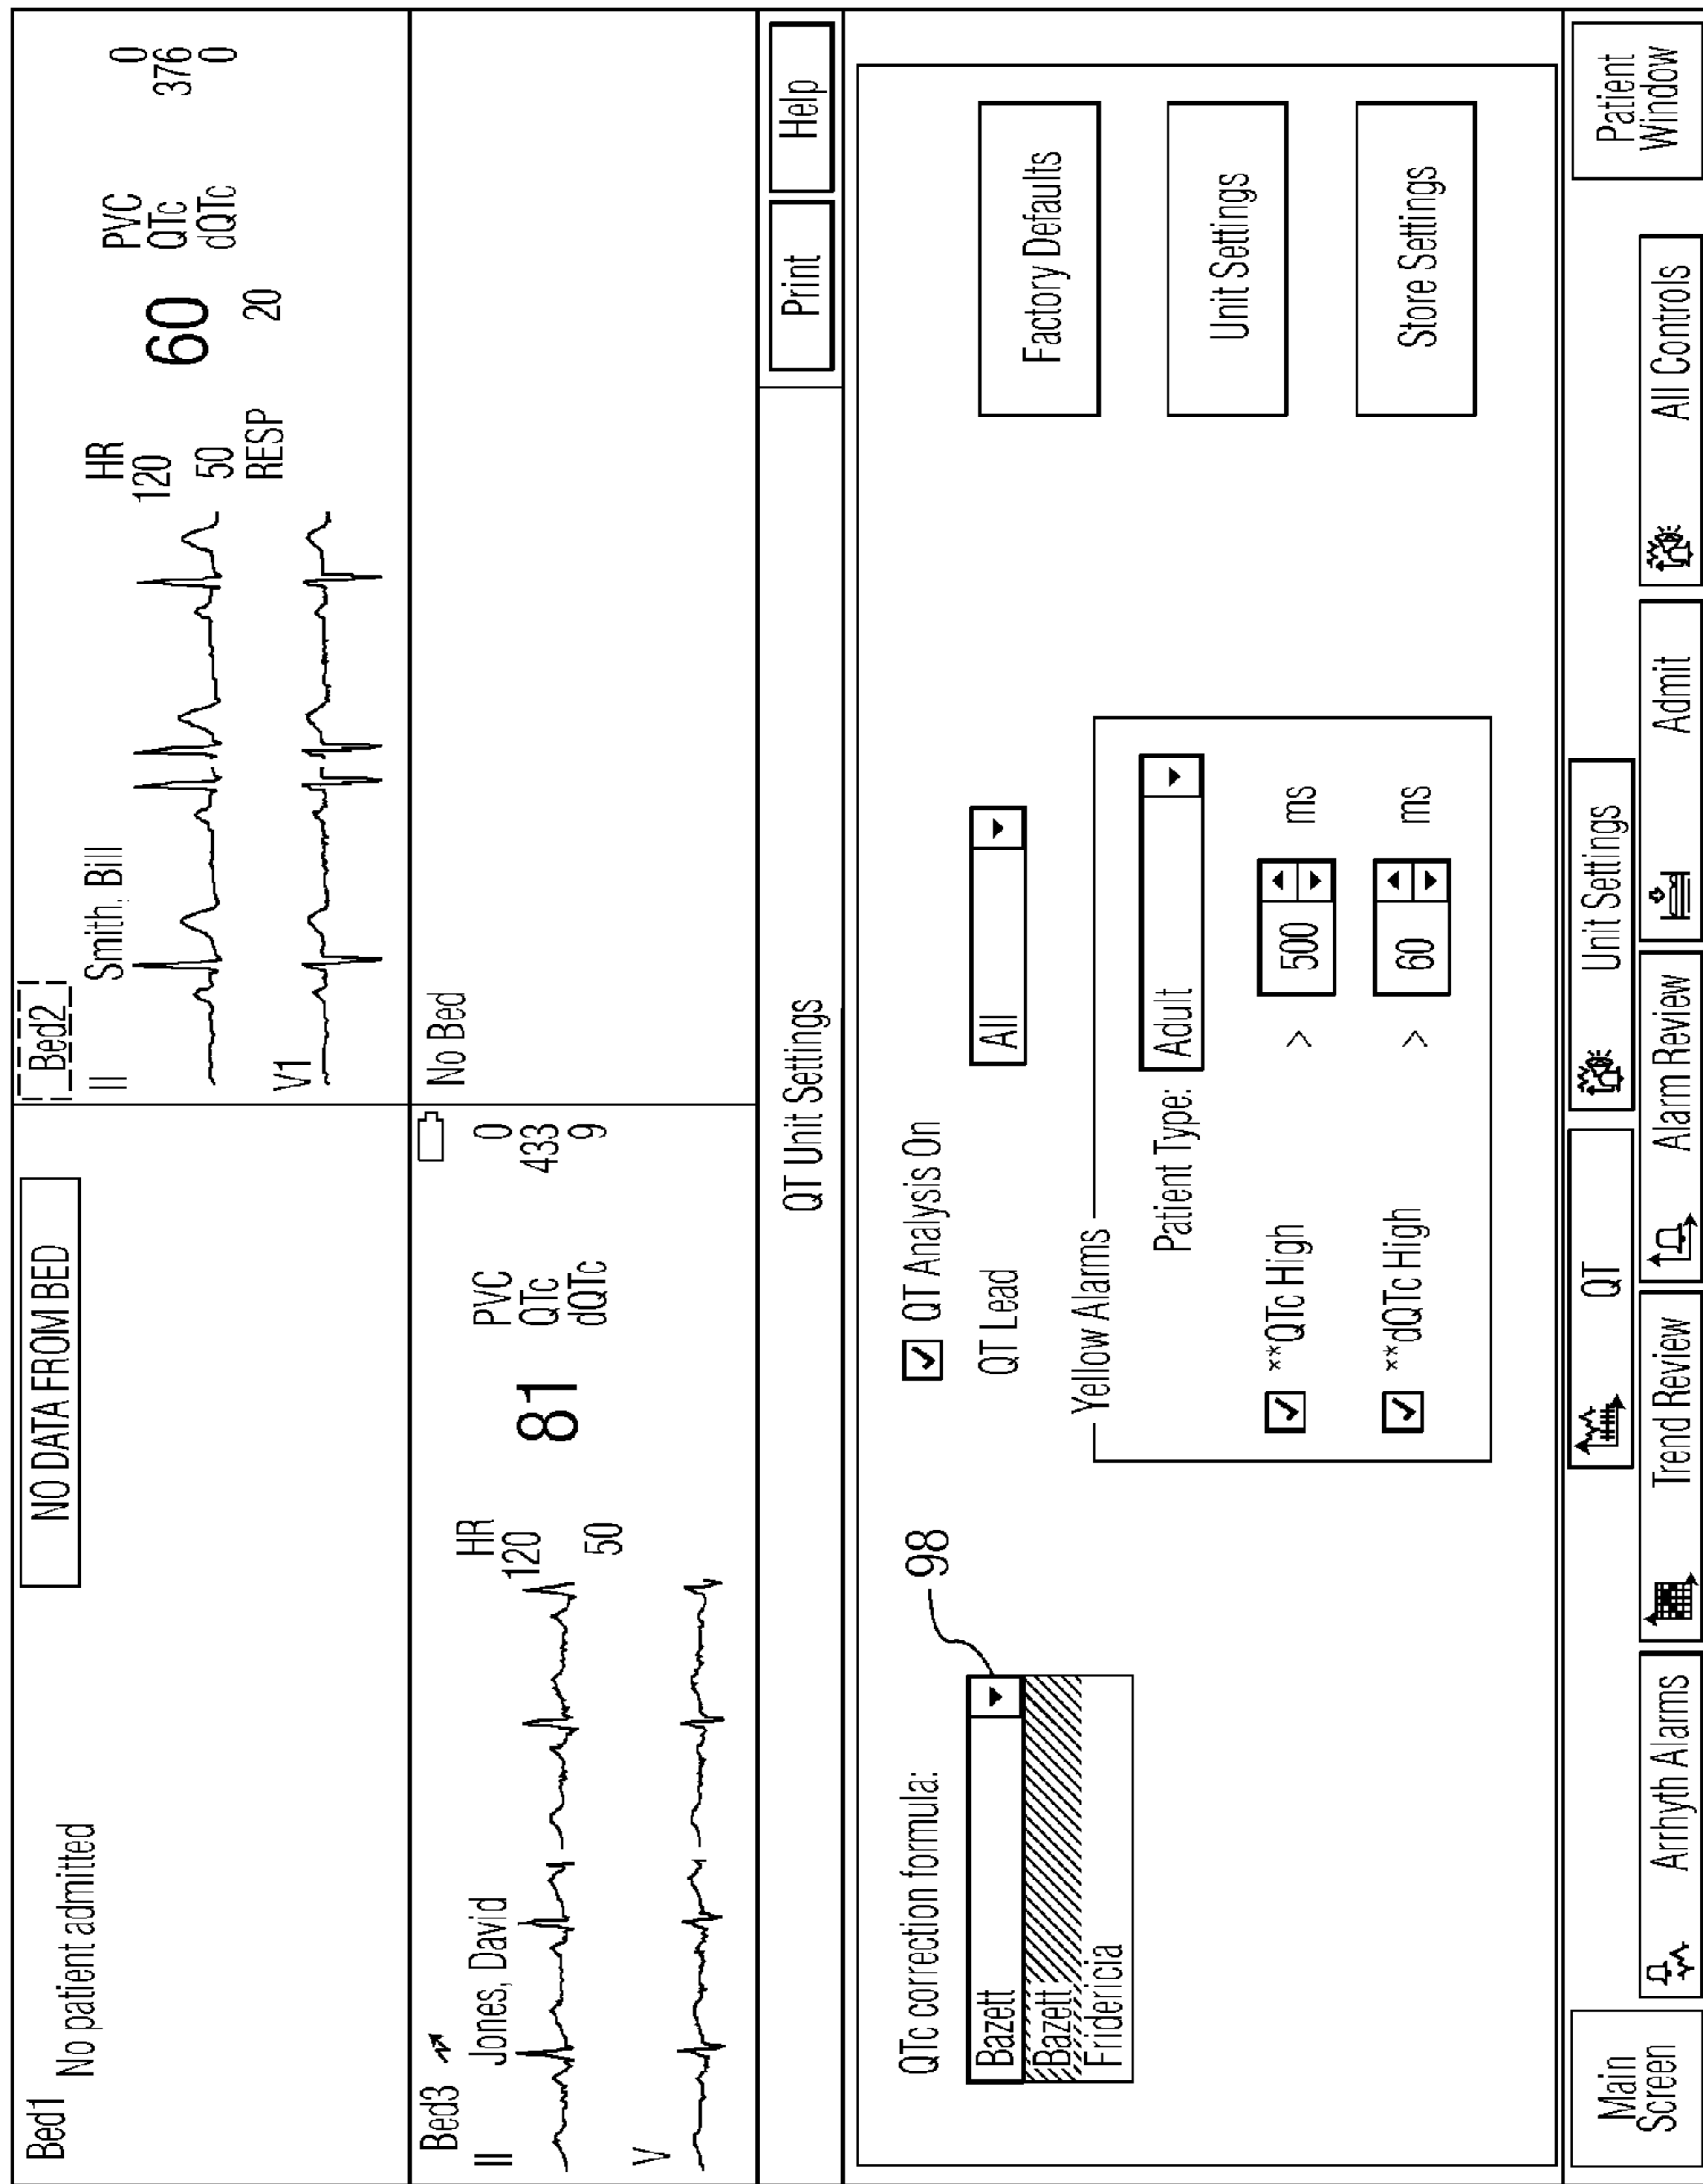 Bed1
No patient admitted
NO DATA FROM BED
Bed2
II Smith, Bill
HR
120
50
60
PVC 0
QTc 376
dQTc 0
RESP 20
V1
Bed3
II Jones, David
HR
120
50
81
PVC 0
QTc 433
dQTc 9
V
No Bed
QT Unit Settings
Print
Help
QTc correction formula:
Bazett
Bazett
Fridericia
98
QT Analysis On
QT Lead
All
Yellow Alarms
Patient Type: Adult
**QTc High > 500 ms
**dQTc High > 60 ms
Factory Defaults
Unit Settings
Store Settings
QT
Unit Settings
Main
Screen
Arrhyth Alarms
Trend Review
Alarm Review
Admit
All Controls
Patient
Window